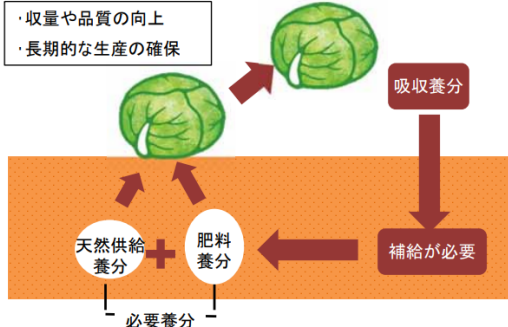 ·収量や品質の向上
·長期的な生産の確保
吸収養分
天然供給
養分
肥料
養分
補給が必要
必要養分